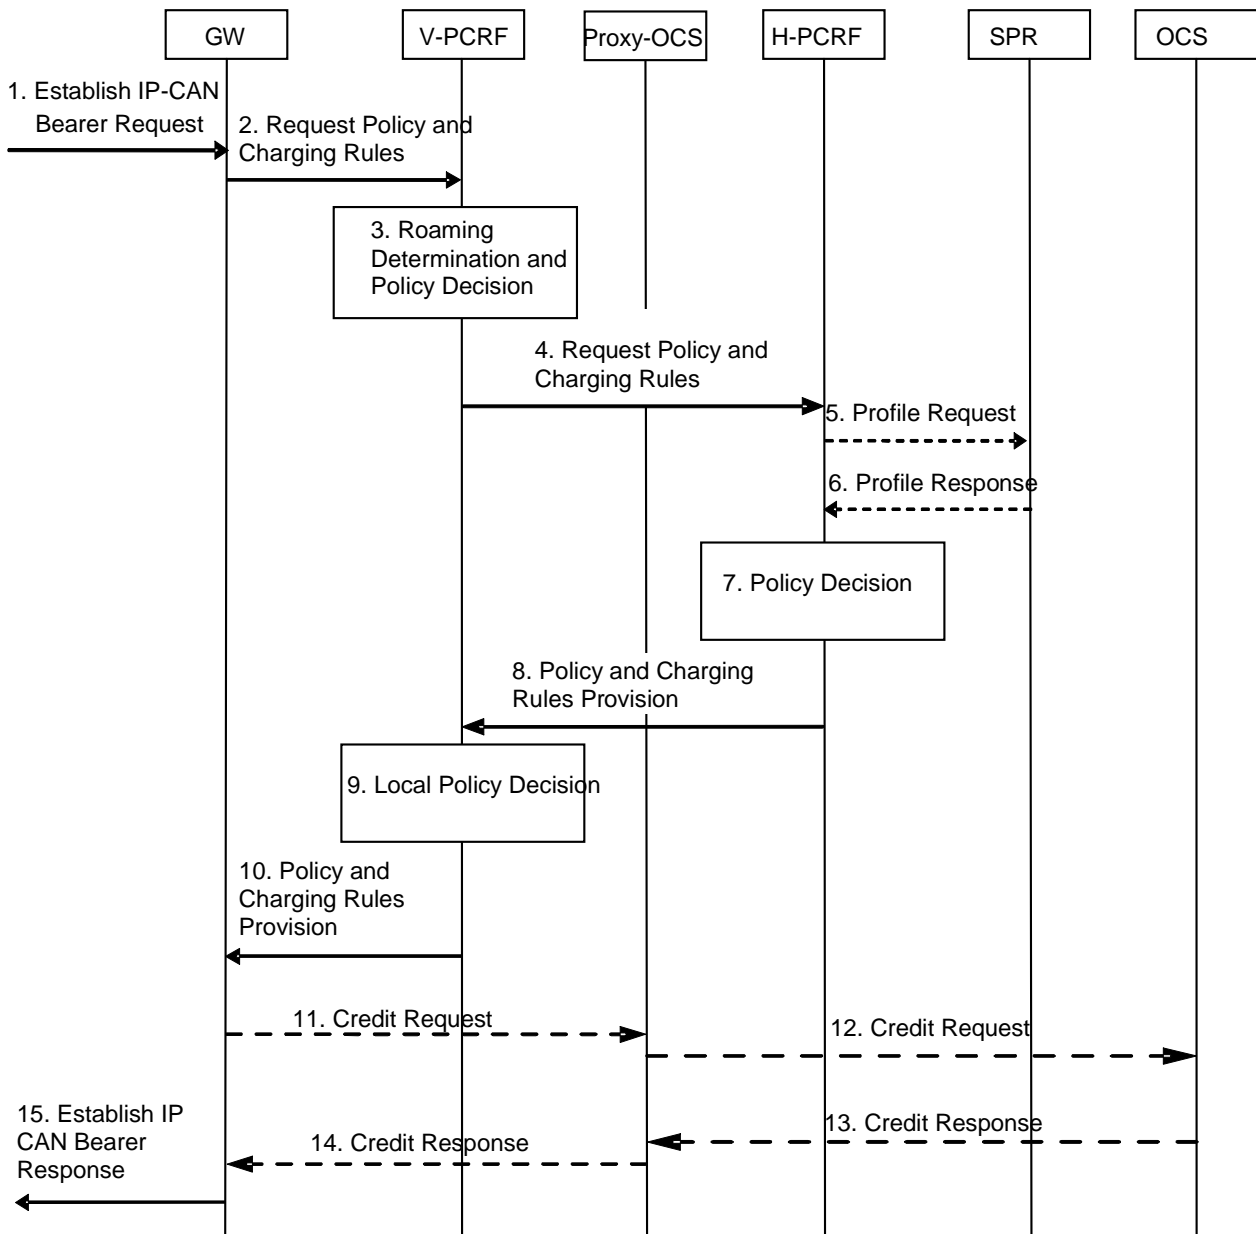 GW
V-PCRF
Proxy-OCS
H-PCRF
SPR
OCS
1. Establish IP-CAN
Bearer Request
2. Request Policy and
Charging Rules
3. Roaming
Determination and
Policy Decision
4. Request Policy and
Charging Rules
5. Profile Request
6. Profile Response
7. Policy Decision
8. Policy and Charging
Rules Provision
9. Local Policy Decision
10. Policy and
Charging Rules
Provision
11. Credit Request
12. Credit Request
13. Credit Response
14. Credit Response
15. Establish IP
CAN Bearer
Response